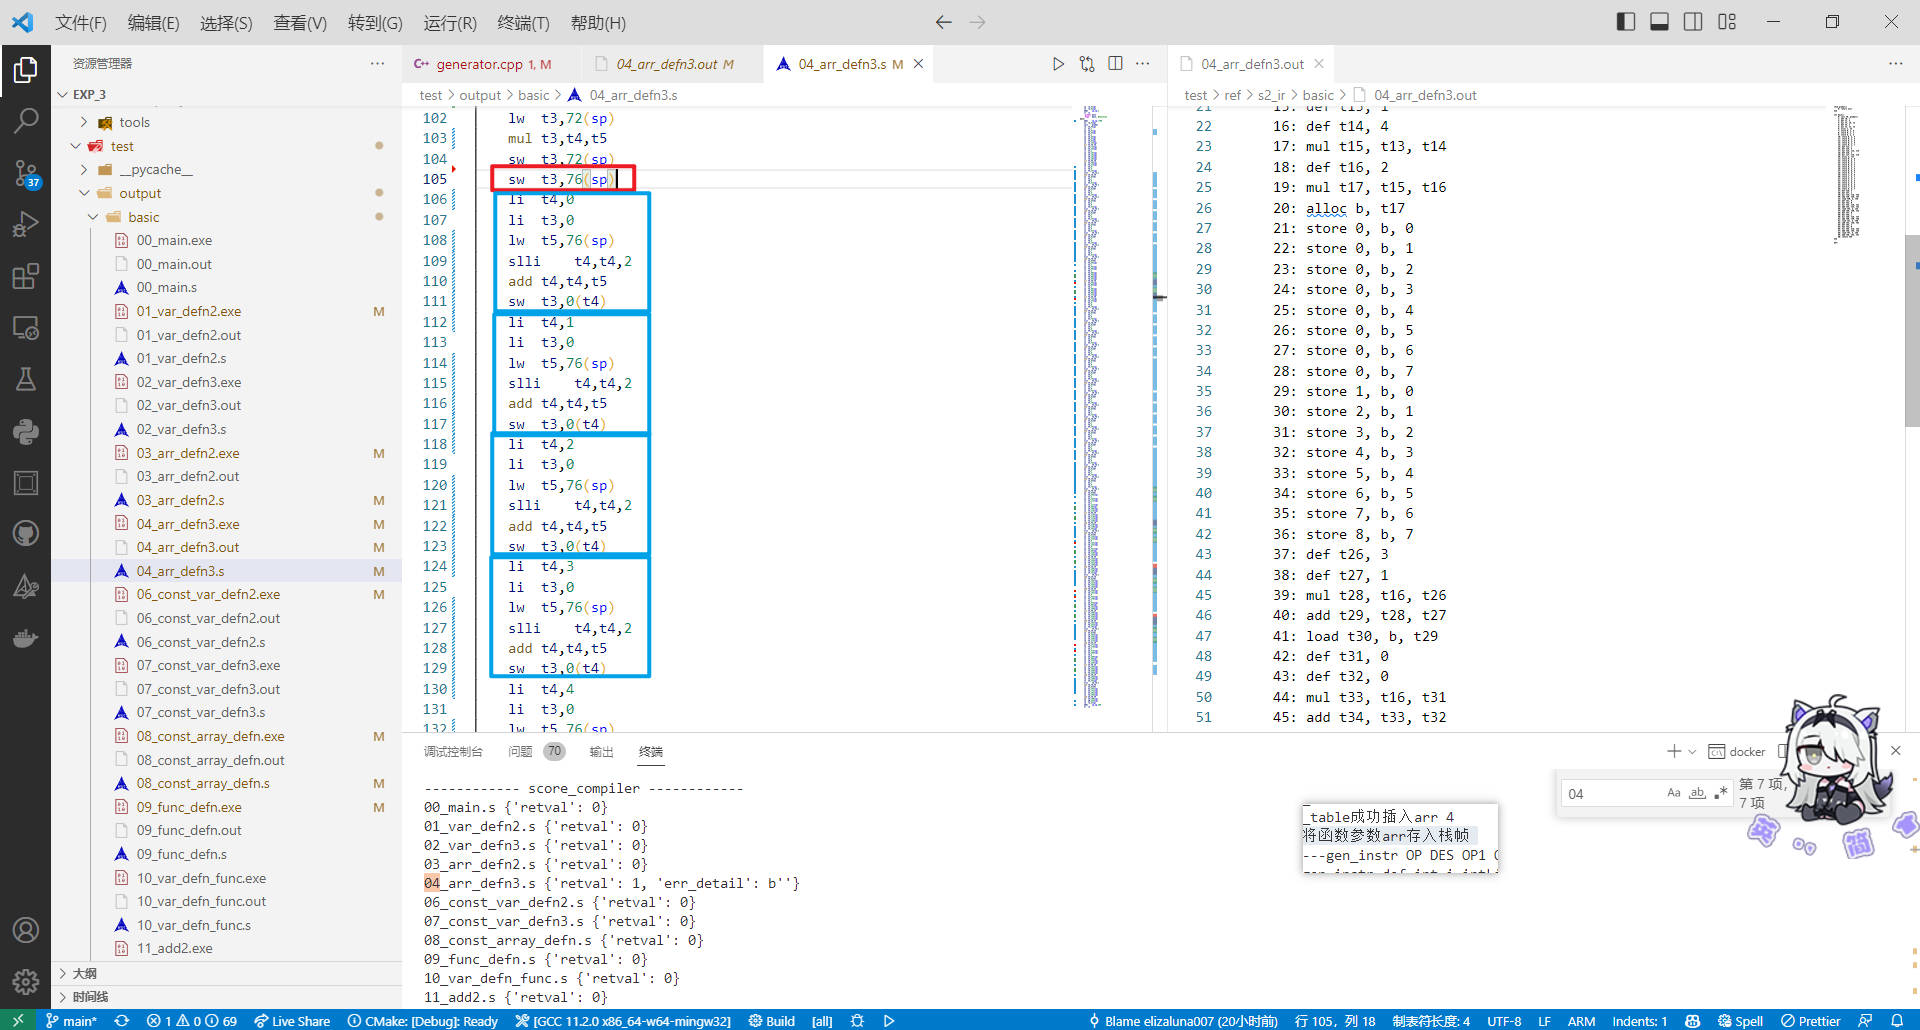 文件(F) 编辑(E) 选择(S) 查看(V) 转到(G) 运行(R) 终端(T) 帮助(H)
资源管理器
EXP_3
tools
test
__pycache__
output
basic
00_main.exe
00_main.out
00_main.s
01_var_defn2.exe M
01_var_defn2.out
01_var_defn2.s
02_var_defn3.exe
02_var_defn3.out
02_var_defn3.s
03_arr_defn2.exe M
03_arr_defn2.out
03_arr_defn2.s M
04_arr_defn3.exe M
04_arr_defn3.out M
04_arr_defn3.s M
06_const_var_defn2.exe M
06_const_var_defn2.out
06_const_var_defn2.s
07_const_var_defn3.exe
07_const_var_defn3.out
07_const_var_defn3.s
08_const_array_defn.exe M
08_const_array_defn.out
08_const_array_defn.s M
09_func_defn.exe M
09_func_defn.out
09_func_defn.s
10_var_defn_func.exe
10_var_defn_func.out
10_var_defn_func.s
11_add2.exe
大纲
时间线
37
generator.cpp 1, M 04_arr_defn3.out M 04_arr_defn3.s M
test > output > basic > 04_arr_defn3.s
102 lw t3,72(sp)
103 mul t3,t4,t5
104 sw t3,72(sp)
105 sw t3,76(sp)
106 li t4,0
107 li t3,0
108 lw t5,76(sp)
109 slli t4,t4,2
110 add t4,t4,t5
111 sw t3,0(t4)
112 li t4,1
113 li t3,0
114 lw t5,76(sp)
115 slli t4,t4,2
116 add t4,t4,t5
117 sw t3,0(t4)
118 li t4,2
119 li t3,0
120 lw t5,76(sp)
121 slli t4,t4,2
122 add t4,t4,t5
123 sw t3,0(t4)
124 li t4,3
125 li t3,0
126 lw t5,76(sp)
127 slli t4,t4,2
128 add t4,t4,t5
129 sw t3,0(t4)
130 li t4,4
131 li t3,0
132 lw t5,76(sp)
04_arr_defn3.out
test > ref > s2_ir > basic > 04_arr_defn3.out
21 15: def t13, 1
22 16: def t14, 4
23 17: mul t15, t13, t14
24 18: def t16, 2
25 19: mul t17, t15, t16
26 20: alloc b, t17
27 21: store 0, b, 0
28 22: store 0, b, 1
29 23: store 0, b, 2
30 24: store 0, b, 3
31 25: store 0, b, 4
32 26: store 0, b, 5
33 27: store 0, b, 6
34 28: store 0, b, 7
35 29: store 1, b, 0
36 30: store 2, b, 1
37 31: store 3, b, 2
38 32: store 4, b, 3
39 33: store 5, b, 4
40 34: store 6, b, 5
41 35: store 7, b, 6
42 36: store 8, b, 7
43 37: def t26, 3
44 38: def t27, 1
45 39: mul t28, t16, t26
46 40: add t29, t28, t27
47 41: load t30, b, t29
48 42: def t31, 0
49 43: def t32, 0
50 44: mul t33, t16, t31
51 45: add t34, t33, t32
调试控制台 问题 70 输出 终端
docker
------------ score_compiler ------------
00_main.s {'retval': 0}
01_var_defn2.s {'retval': 0}
02_var_defn3.s {'retval': 0}
03_arr_defn2.s {'retval': 0}
04_arr_defn3.s {'retval': 1, 'err_detail': b''}
06_const_var_defn2.s {'retval': 0}
07_const_var_defn3.s {'retval': 0}
08_const_array_defn.s {'retval': 0}
09_func_defn.s {'retval': 0}
10_var_defn_func.s {'retval': 0}
11_add2.s {'retval': 0}
04 Aa ab .* 第 7 项,
7 项
_table成功插入arr 4
将函数参数arr存入栈帧
---gen_instr OP DES OP1
英 简
main* 1 0 69 Live Share CMake: [Debug]: Ready [GCC 11.2.0 x86_64-w64-mingw32] Build [all] Blame elizaluna007 (20小时前) 行 105，列 18 制表符长度: 4 UTF-8 LF ARM Indents: 1 Spell Prettier